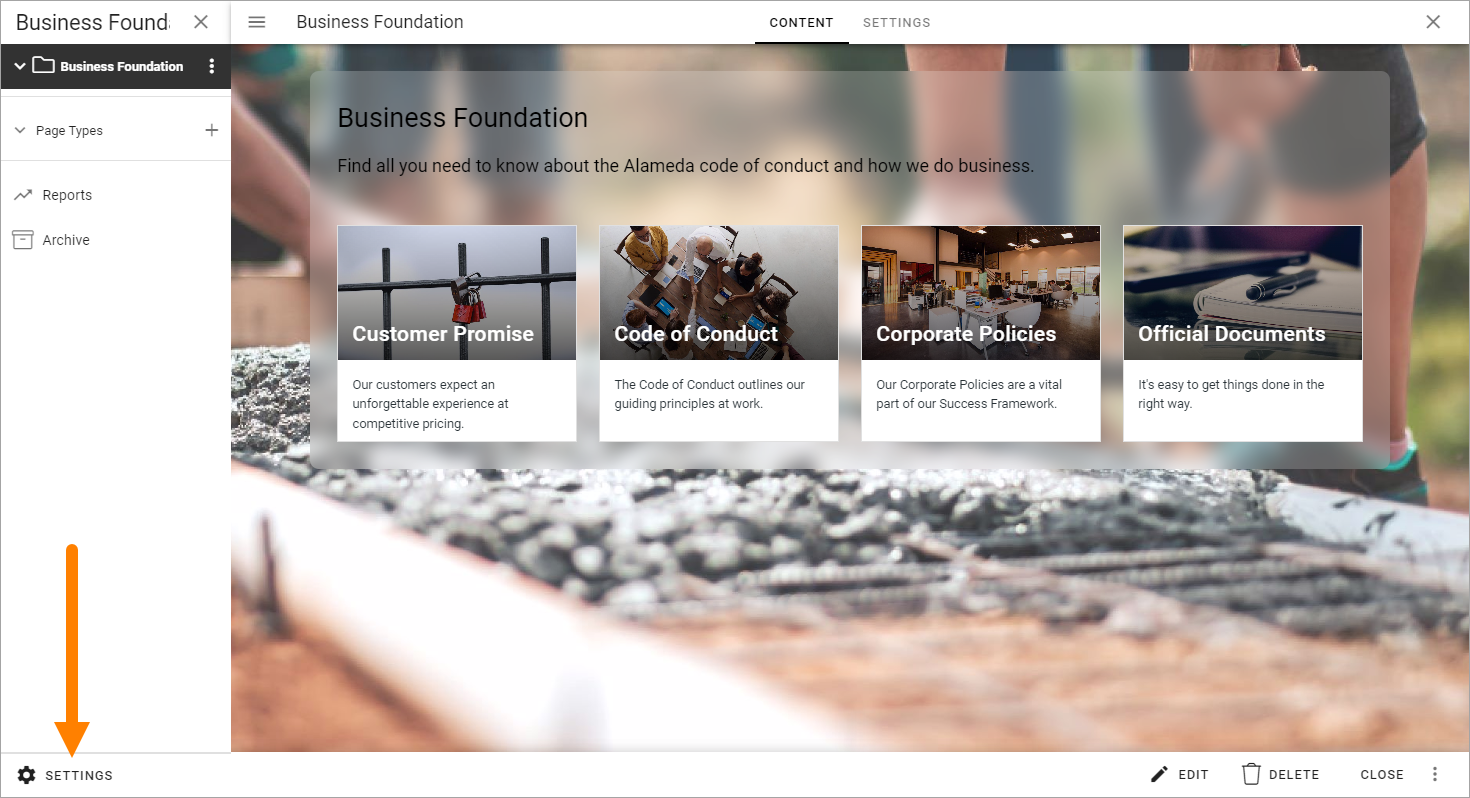 Business Found
Business Foundation
CONTENT
SETTINGS
Business Foundation
Page Types
Reports
Archive
Business Foundation
Find all you need to know about the Alameda code of conduct and how we do business.
Customer Promise
Our customers expect an
unforgettable experience at
competitive pricing.
Code of Conduct
The Code of Conduct outlines our
guiding principles at work.
Corporate Policies
Our Corporate Policies are a vital
part of our Success Framework.
Official Documents
It's easy to get things done in the
right way.
SETTINGS
EDIT
DELETE
CLOSE